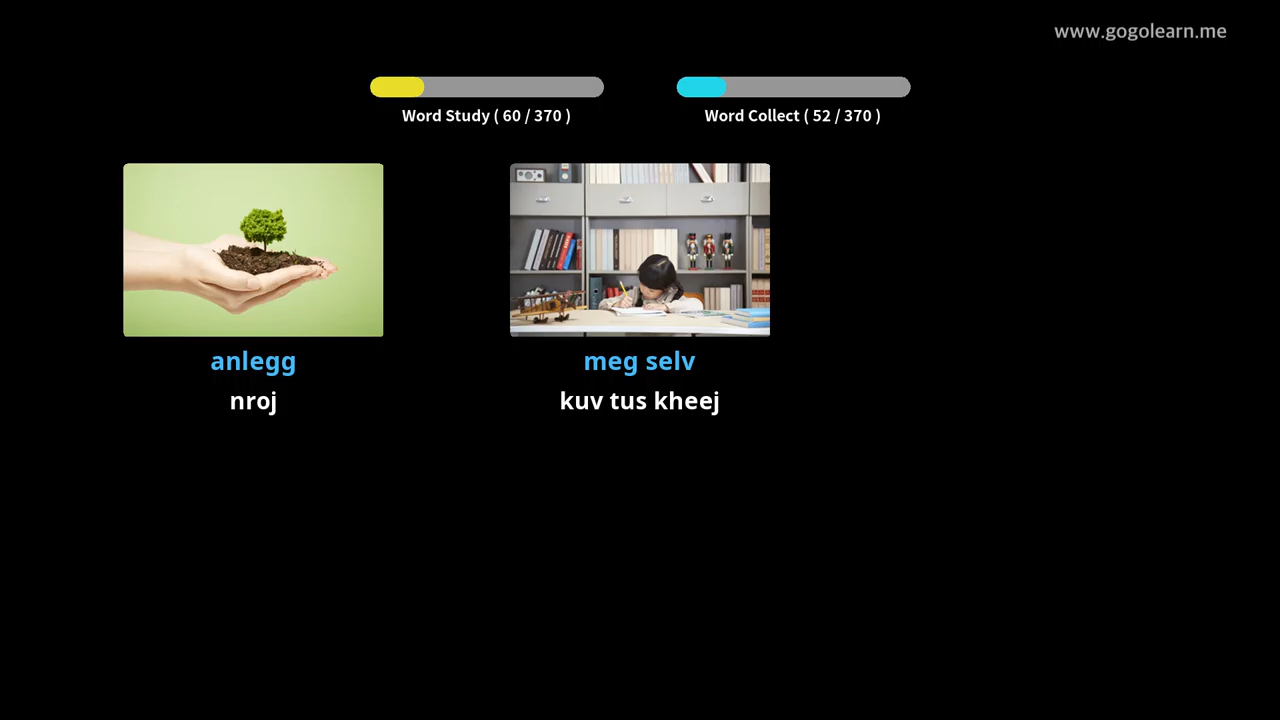 www.gogolearn.me
Word Study ( 60 / 370 )
Word Collect ( 52 / 370 )
anlegg
nroj
meg selv
kuv tus kheej